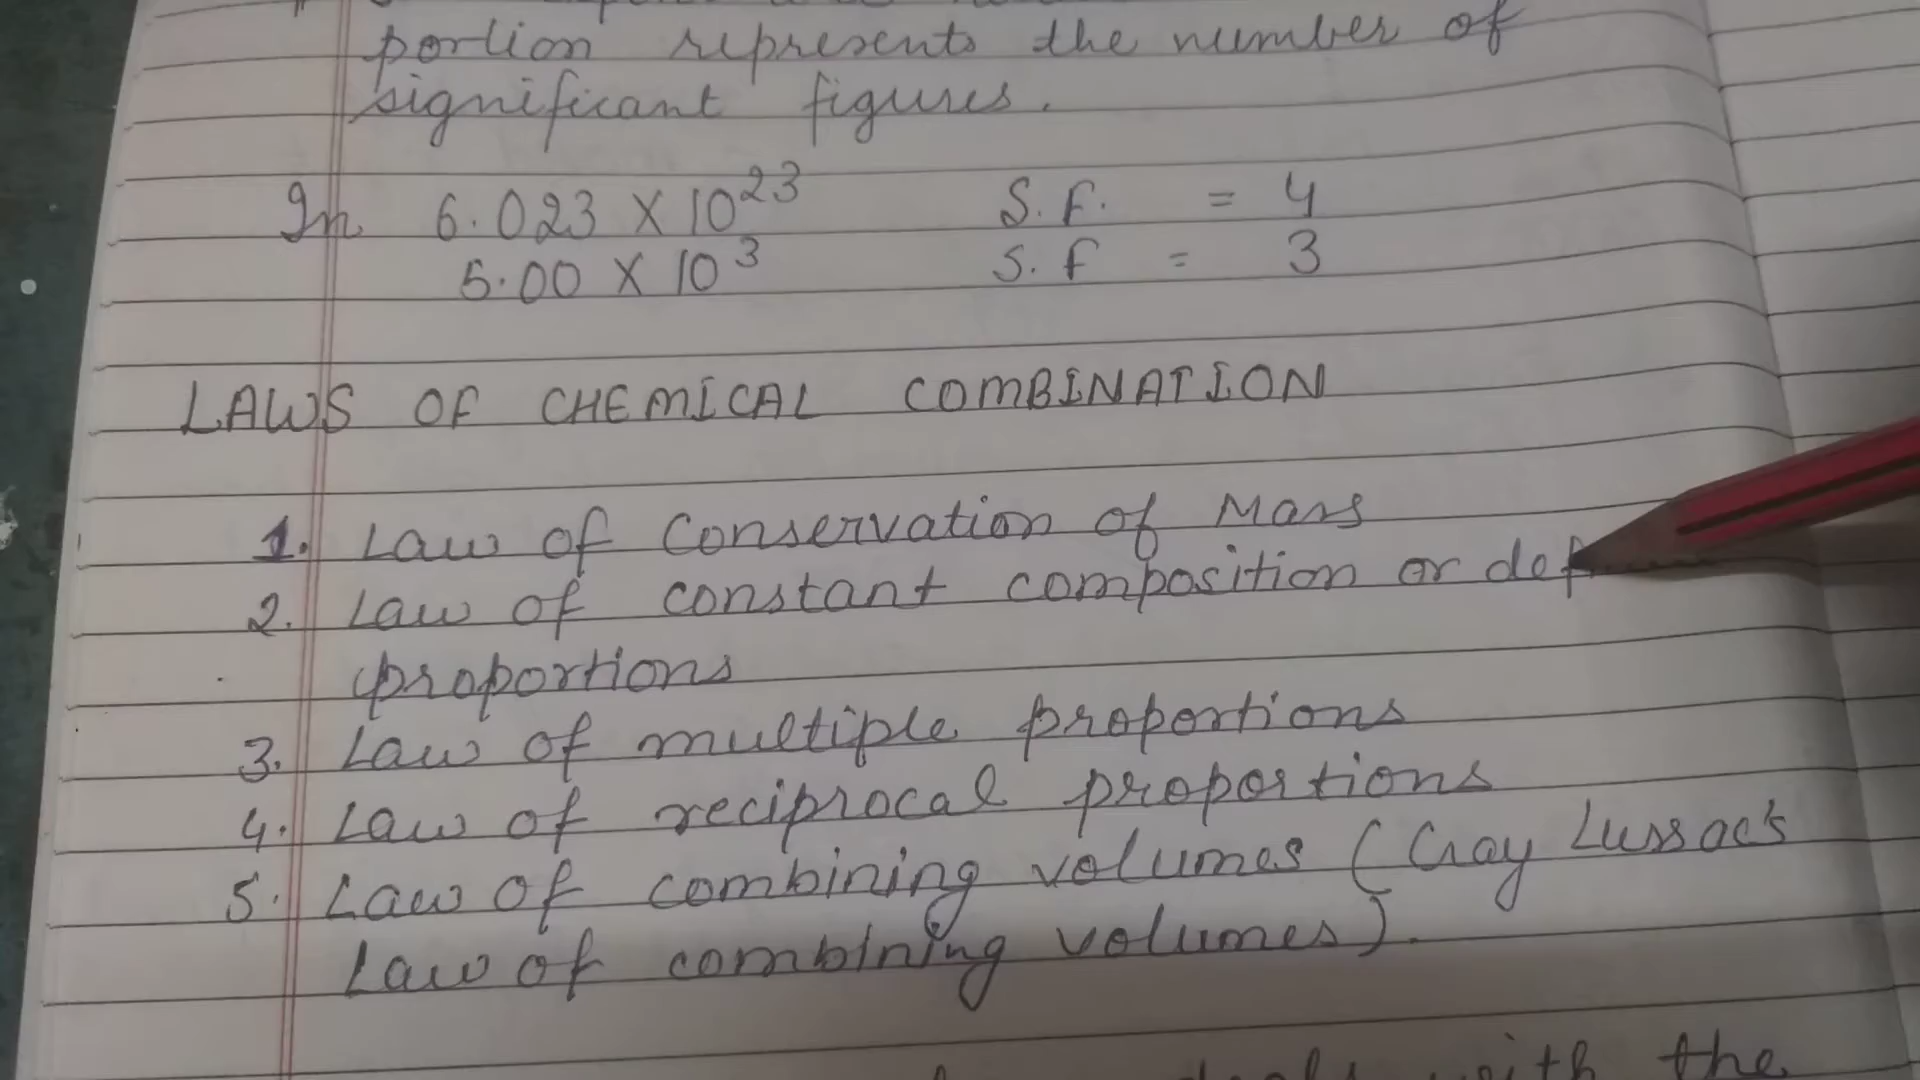 portion represents the number of
significant figures.
In 6.023 X 10²³ S.F. = 4
5.00 X 10³ S.F = 3
LAWS OF CHEMICAL COMBINATION
1. Law of Conservation of Mass
2. Law of constant composition or def
proportions
3. Law of multiple proportions
4. Law of reciprocal proportions
5. Law of combining volumes (Gay Lussac's
Law of combining volumes).
with the